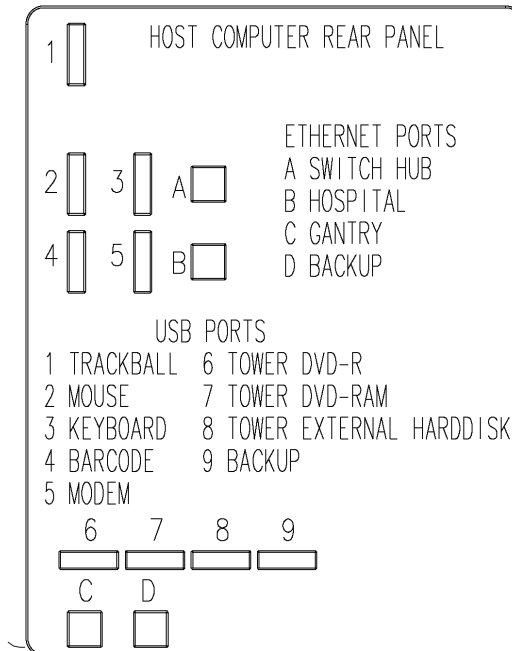 HOST COMPUTER REAR PANEL
1
ETHERNET PORTS
2 3 A
A SWITCH HUB
B HOSPITAL
C GANTRY
4 5 B
D BACKUP
USB PORTS
1 TRACKBALL 6 TOWER DVD-R
2 MOUSE 7 TOWER DVD-RAM
3 KEYBOARD 8 TOWER EXTERNAL HARDDISK
4 BARCODE 9 BACKUP
5 MODEM
6 7 8 9
C D